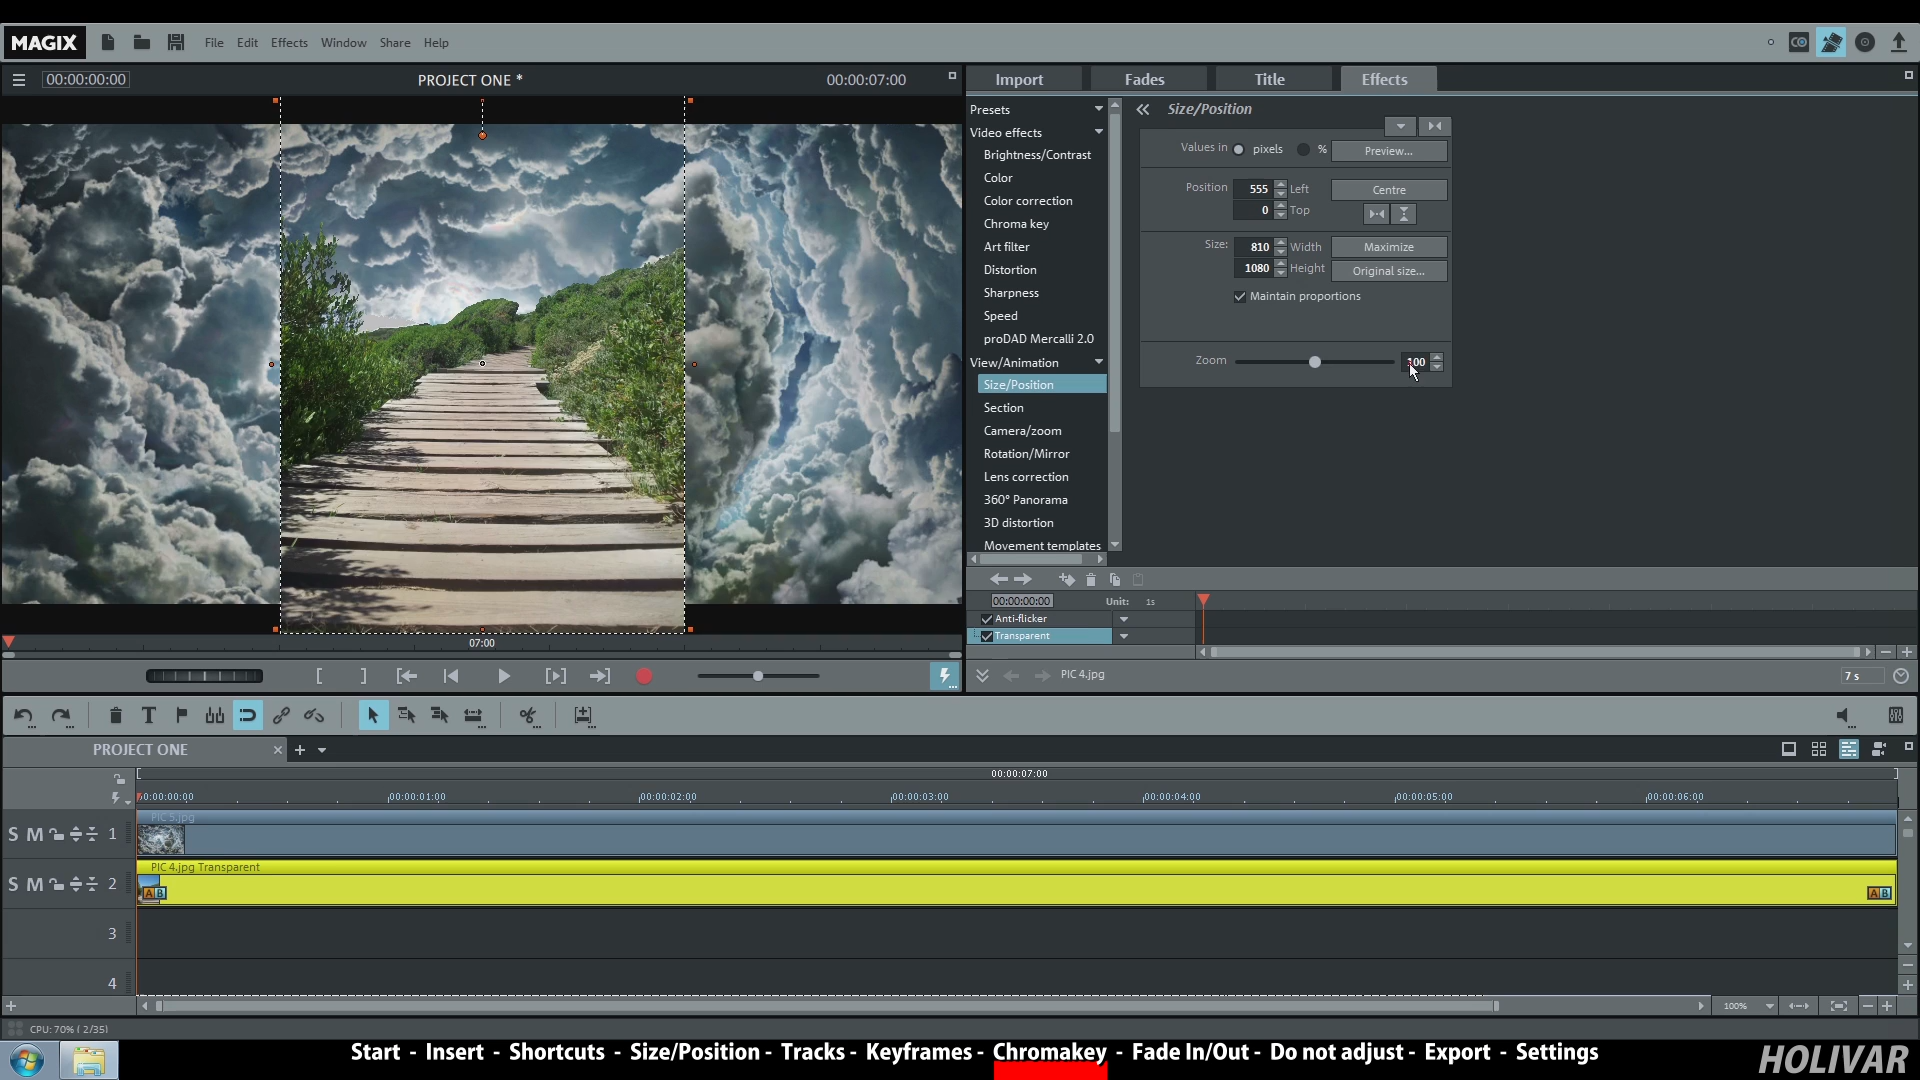 MAGIX File Edit Effects Window Share Help
00:00:00:00 PROJECT ONE * 00:00:07:00
Import Fades Title Effects
Presets
Video effects
Brightness/Contrast
Color
Color correction
Chroma key
Art filter
Distortion
Sharpness
Speed
proDAD Mercalli 2.0
View/Animation
Size/Position
Section
Camera/zoom
Rotation/Mirror
Lens correction
360° Panorama
3D distortion
Movement templates
Size/Position
Values in pixels % Preview...
Position 555 Left Centre
0 Top
Size: 810 Width Maximize
1080 Height Original size...
Maintain proportions
Zoom 100
00:00:00:00 Unit: 1s
Anti-flicker
Transparent
07:00
PIC 4.jpg 7 s
PROJECT ONE
00:00:07:00
00:00:00:00 00:00:01:00 00:00:02:00 00:00:03:00 00:00:04:00 00:00:05:00 00:00:06:00
PIC 5.jpg
S M 1
PIC 4.jpg Transparent
S M 2
A B A B
3
4
100%
CPU: 70% ( 2/35)
Start - Insert - Shortcuts - Size/Position - Tracks - Keyframes - Chromakey - Fade In/Out - Do not adjust - Export - Settings
HOLIVAR